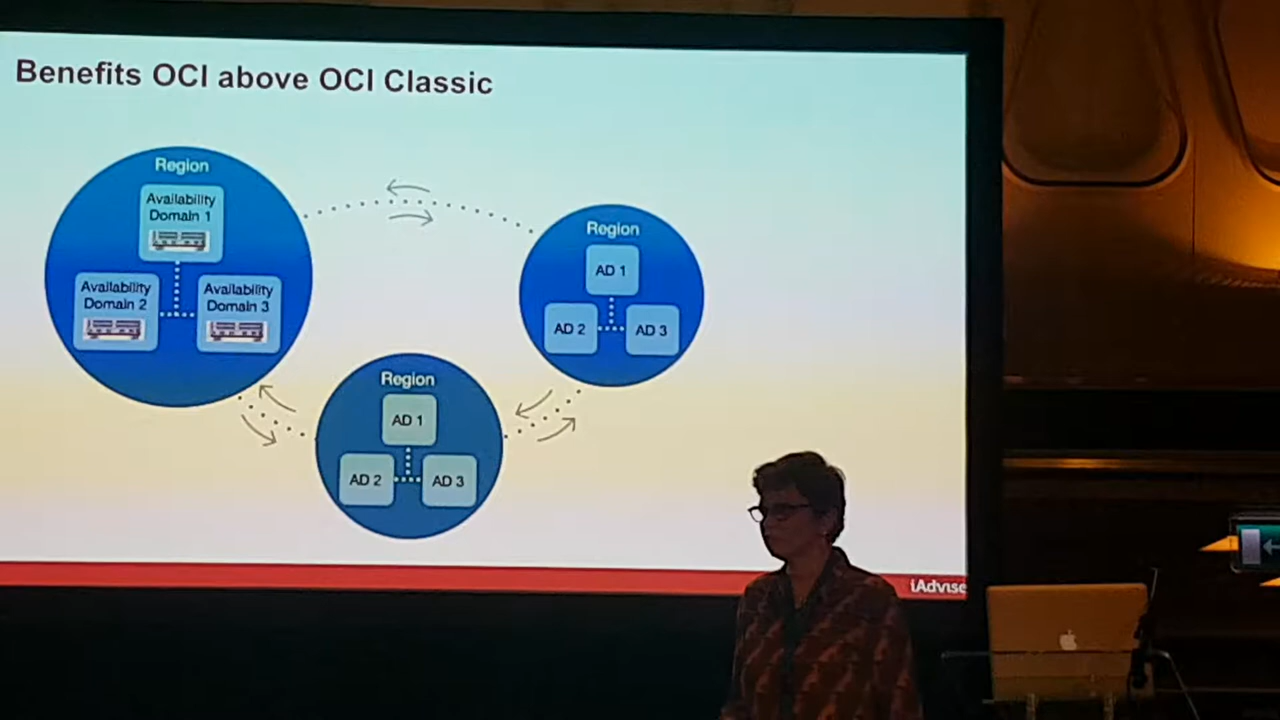 Benefits OCI above OCI Classic
Region
Availability
Domain 1
Availability
Domain 2
Availability
Domain 3
Region
AD 1
AD 2
AD 3
Region
AD 1
AD 2
AD 3
iAdvise